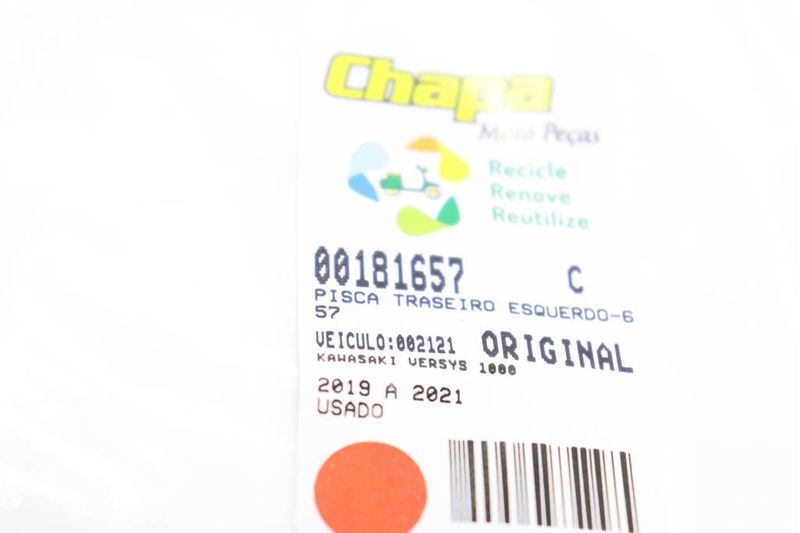 Chapa
Moto Peças
Recicle
Renove
Reutilize
00181657 C
PISCA TRASEIRO ESQUERDO-6
57
VEICULO:002121 ORIGINAL
KAWASAKI VERSYS 1000
2019 A 2021
USADO